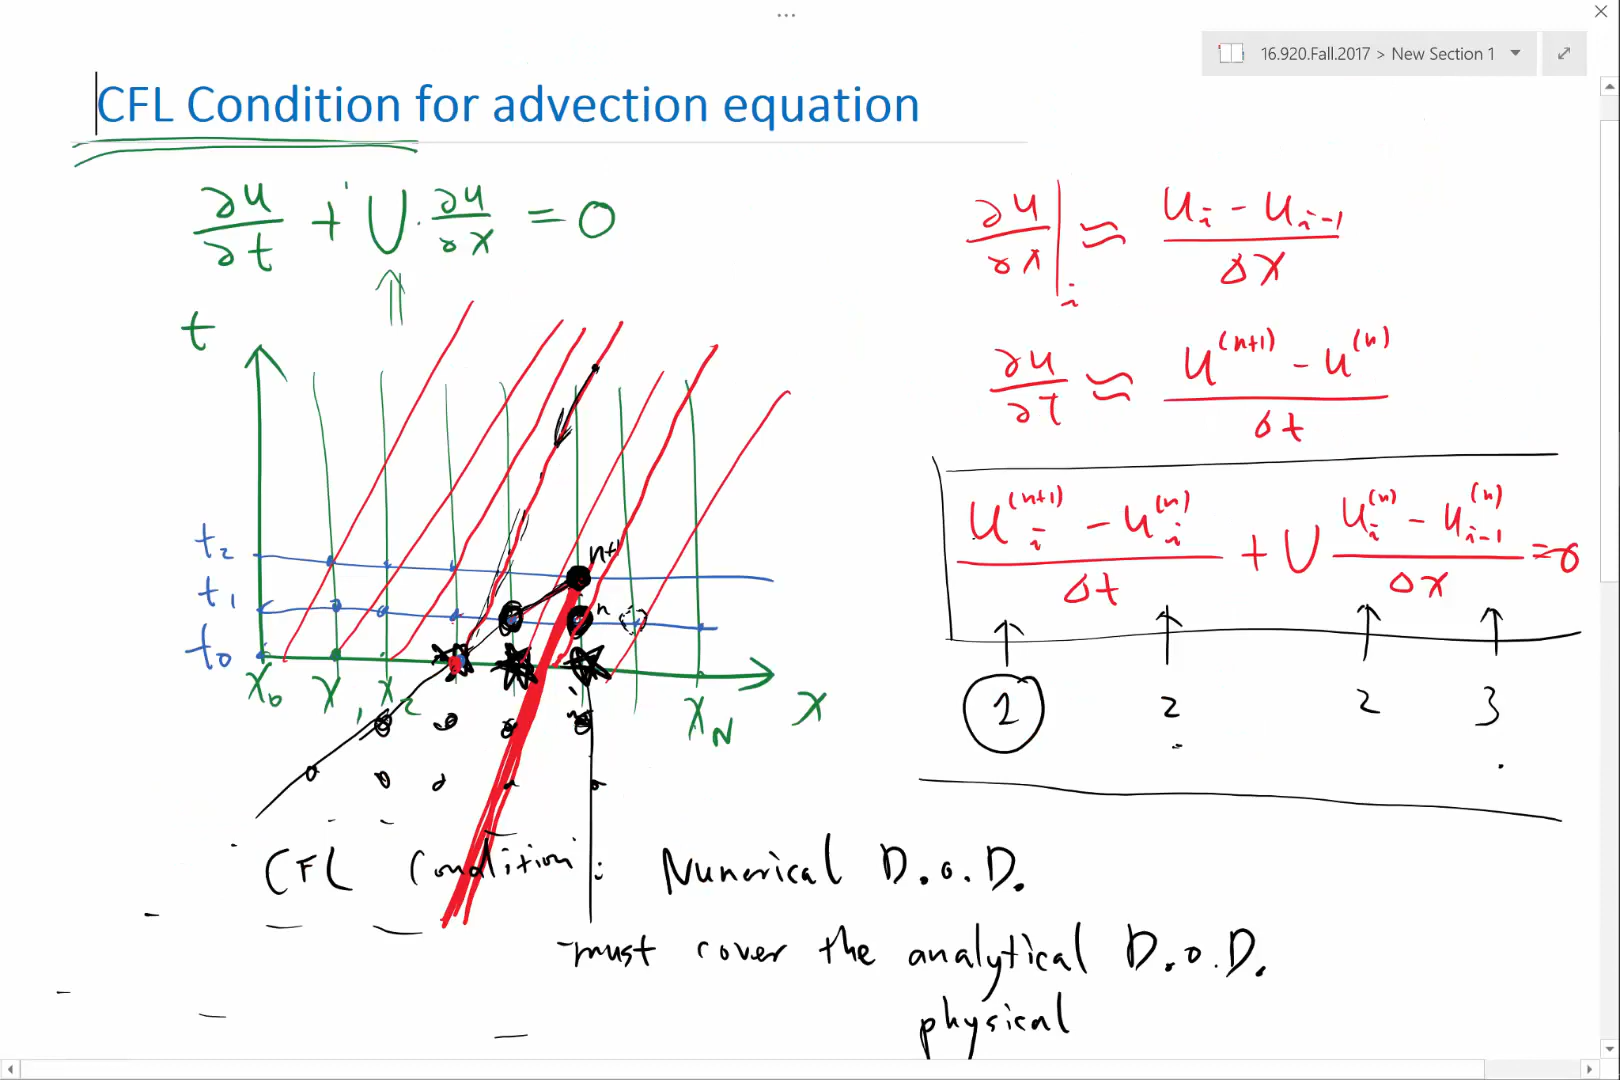 16.920.Fall.2017 > New Section 1
CFL Condition for advection equation
∂u/∂t + U · ∂u/∂x = 0
∂u/∂x |i ≈ (ui - ui-1)/Δx
t
∂u/∂t ≈ (u^(n+1) - u^(n))/Δt
(ui^(n+1) - ui^(n))/Δt + U (ui^(n) - ui-1^(n))/Δx = 0
t2
n+1
t1
n
t0
x0 x1 x2 xN x
1 2 2 3
CFL Condition: Numerical D.o.D.
must cover the analytical D.o.D.
physical